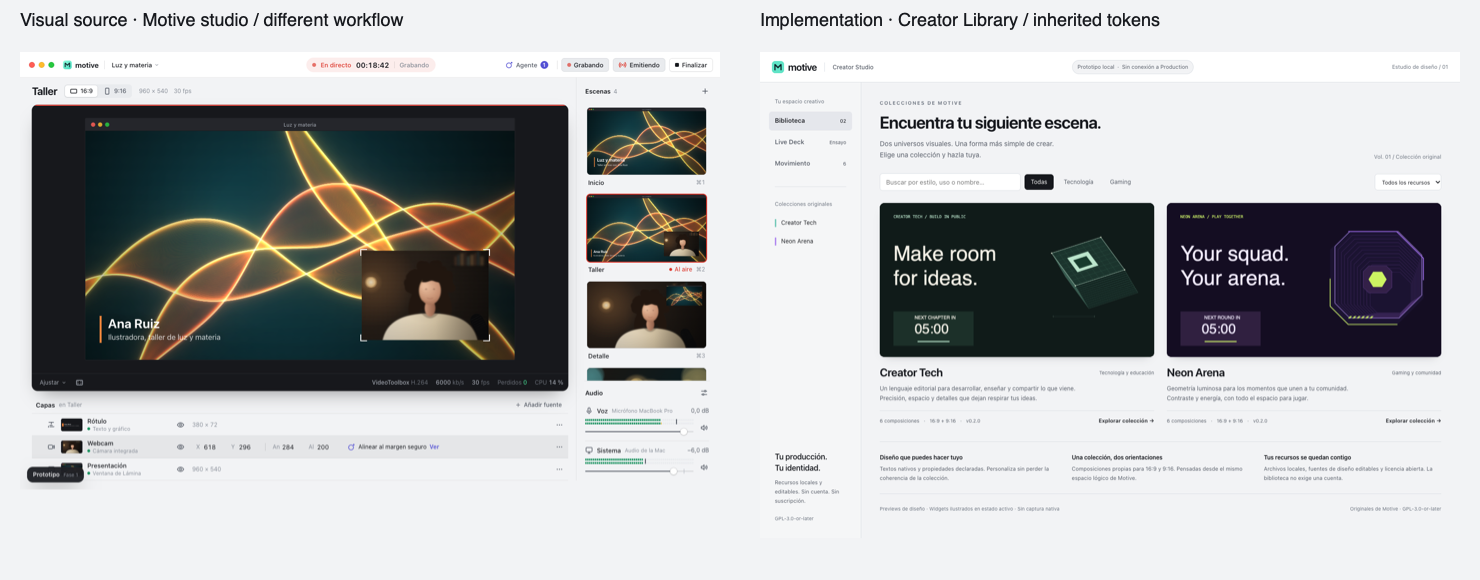 Visual source · Motive studio / different workflow
motive
Luz y materia
En directo 00:18:42 Grabando
Agente 1
Grabando
Emitiendo
Finalizar
Taller
16:9
9:16
960 × 540 30 fps
Luz y materia
Ana Ruiz
Ilustradora, taller de luz y materia
Ajustar
VideoToolbox H.264 6000 kb/s 30 fps Perdidos 0 CPU 14 %
Capas en Taller
+ Añadir fuente
Rótulo
Texto y gráfico
380 × 72
Webcam
Cámara integrada
X 618 Y 296 An 284 Al 200
Alinear al margen seguro Ver
Presentación
Ventana de Lámina
960 × 540
Prototipo Fase 1
Escenas 4
Inicio ⌘1
Taller Al aire ⌘2
Detalle ⌘3
Audio
Voz Micrófono MacBook Pro 0,0 dB
Sistema Audio de la Mac −6,0 dB
Implementation · Creator Library / inherited tokens
motive
Creator Studio
Prototipo local · Sin conexión a Production
Estudio de diseño / 01
Tu espacio creativo
Biblioteca 02
Live Deck Ensayo
Movimiento 6
Colecciones originales
Creator Tech
Neon Arena
Tu producción.
Tu identidad.
Recursos locales y
editables. Sin cuenta. Sin
suscripción.
GPL-3.0-or-later
COLECCIONES DE MOTIVE
Encuentra tu siguiente escena.
Dos universos visuales. Una forma más simple de crear.
Elige una colección y hazla tuya.
Vol. 01 / Colección original
Buscar por estilo, uso o nombre...
Todas
Tecnología
Gaming
Todos los recursos
CREATOR TECH / BUILD IN PUBLIC
Make room
for ideas.
NEXT CHAPTER IN
05:00
NEON ARENA / PLAY TOGETHER
Your squad.
Your arena.
NEXT ROUND IN
05:00
Creator Tech
Tecnología y educación
Un lenguaje editorial para desarrollar, enseñar y compartir lo que viene.
Precisión, espacio y detalles que dejan respirar tus ideas.
6 composiciones · 16:9 + 9:16 · v0.2.0
Explorar colección →
Neon Arena
Gaming y comunidad
Geometría luminosa para los momentos que unen a tu comunidad.
Contraste y energía, con todo el espacio para jugar.
6 composiciones · 16:9 + 9:16 · v0.2.0
Explorar colección →
Diseño que puedes hacer tuyo
Textos nativos y propiedades declaradas. Personaliza sin perder la
coherencia de la colección.
Una colección, dos orientaciones
Composiciones propias para 16:9 y 9:16. Pensadas desde el mismo
espacio lógico de Motive.
Tus recursos se quedan contigo
Archivos locales, fuentes de diseño editables y licencia abierta. La
biblioteca no exige una cuenta.
Previews de diseño · Widgets ilustrados en estado activo · Sin captura nativa
Originales de Motive · GPL-3.0-or-later